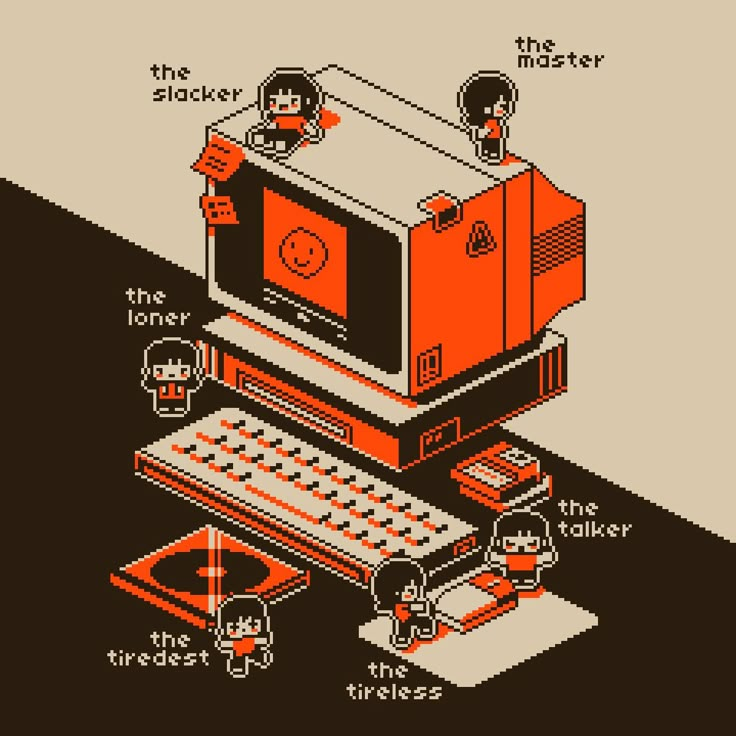 the
slacker
the
master
the
loner
the
talker
the
tiredest
the
tireless